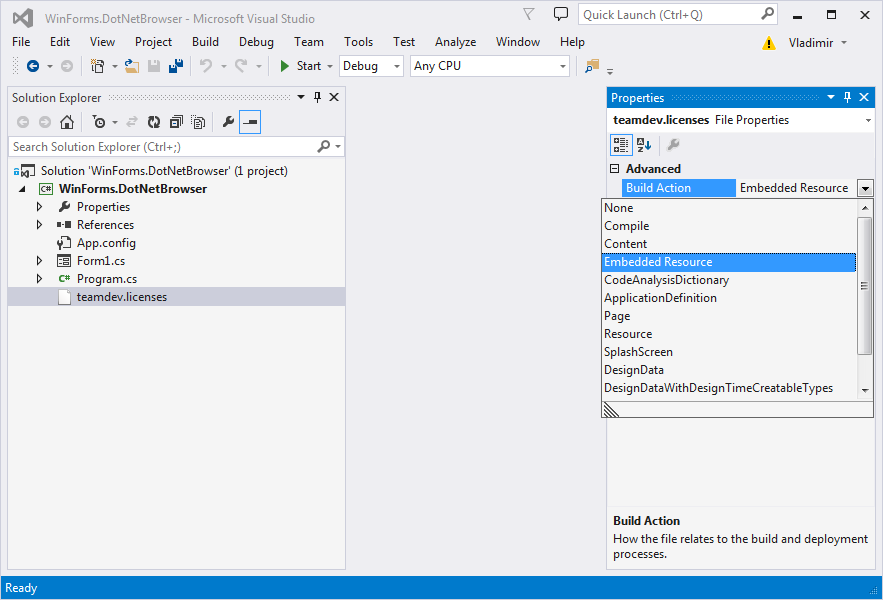 WinForms.DotNetBrowser - Microsoft Visual Studio
Quick Launch (Ctrl+Q)
File Edit View Project Build Debug Team Tools Test Analyze Window Help
Vladimir
Start Debug Any CPU
Solution Explorer
Search Solution Explorer (Ctrl+;)
Solution 'WinForms.DotNetBrowser' (1 project)
C# WinForms.DotNetBrowser
Properties
References
App.config
Form1.cs
C# Program.cs
teamdev.licenses
Properties
teamdev.licenses File Properties
Advanced
Build Action Embedded Resource
None
Compile
Content
Embedded Resource
CodeAnalysisDictionary
ApplicationDefinition
Page
Resource
SplashScreen
DesignData
DesignDataWithDesignTimeCreatableTypes
Build Action
How the file relates to the build and deployment
processes.
Ready